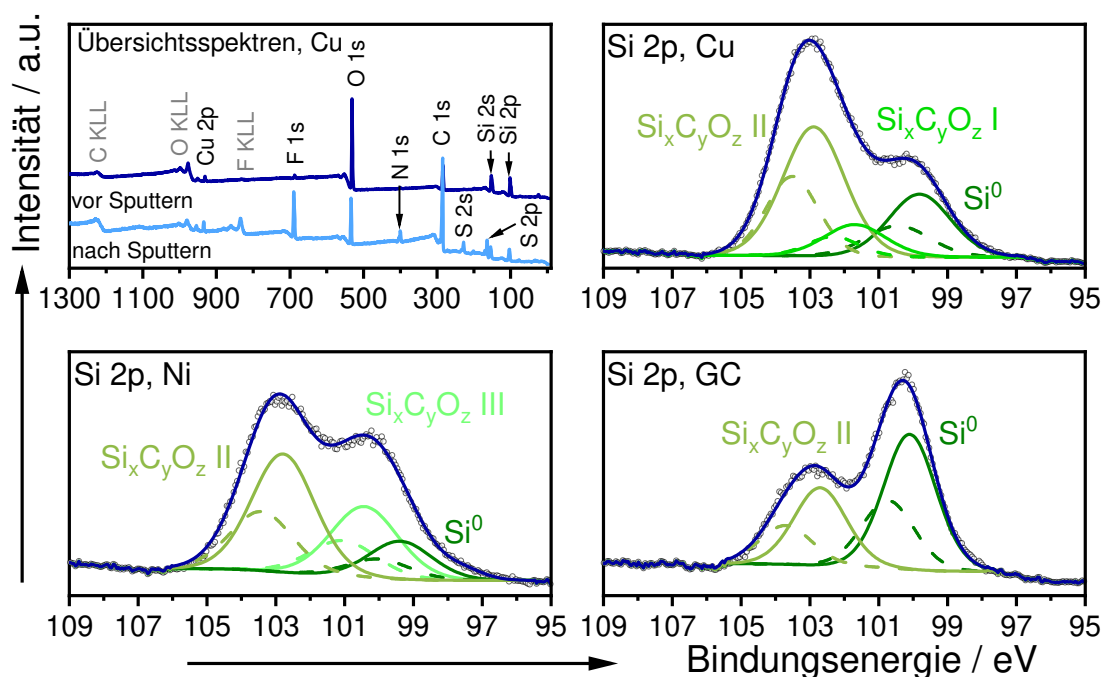 Intensität / a.u.
Übersichtsspektren, Cu
C KLL
O KLL
Cu 2p
F KLL
F 1s
O 1s
N 1s
C 1s
S 2s
Si 2s
Si 2p
S 2p
vor Sputtern
nach Sputtern
1300 1100 900 700 500 300 100
Si 2p, Cu
SixCyOz II
SixCyOz I
Si0
109 107 105 103 101 99 97 95
Si 2p, Ni
SixCyOz II
SixCyOz III
Si0
109 107 105 103 101 99 97 95
Si 2p, GC
SixCyOz II
Si0
109 107 105 103 101 99 97 95
Bindungsenergie / eV